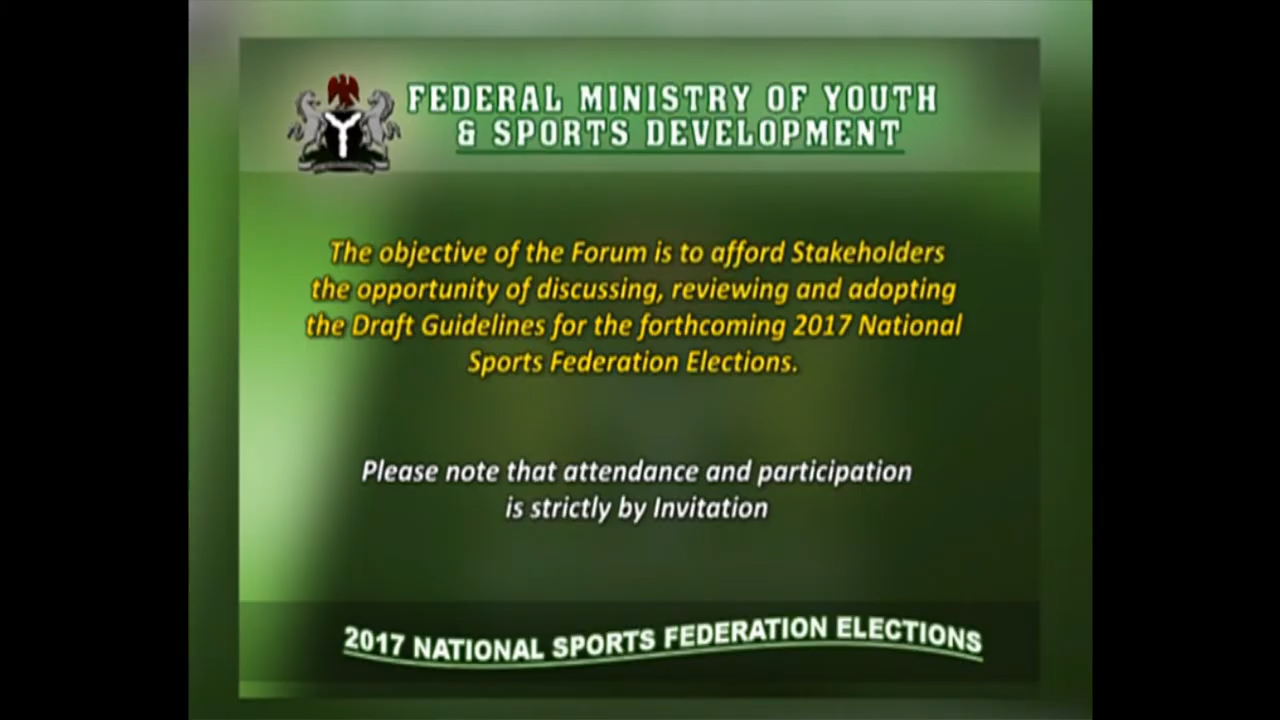 FEDERAL MINISTRY OF YOUTH
& SPORTS DEVELOPMENT
The objective of the Forum is to afford Stakeholders
the opportunity of discussing, reviewing and adopting
the Draft Guidelines for the forthcoming 2017 National
Sports Federation Elections.
Please note that attendance and participation
is strictly by Invitation
2017 NATIONAL SPORTS FEDERATION ELECTIONS